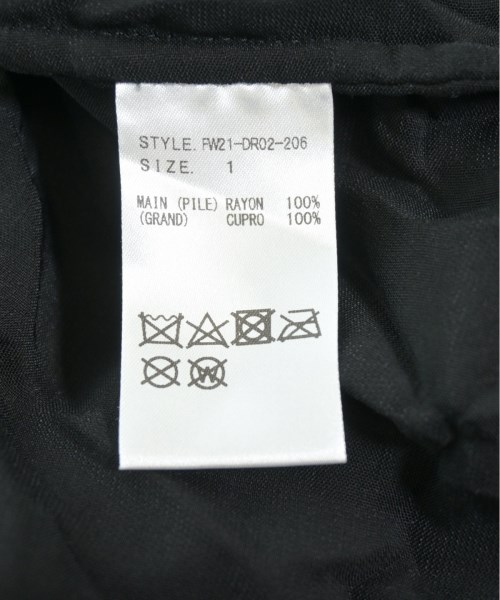 STYLE. FW21-DR02-206
SIZE. 1
MAIN (PILE) RAYON 100%
(GRAND) CUPRO 100%
W